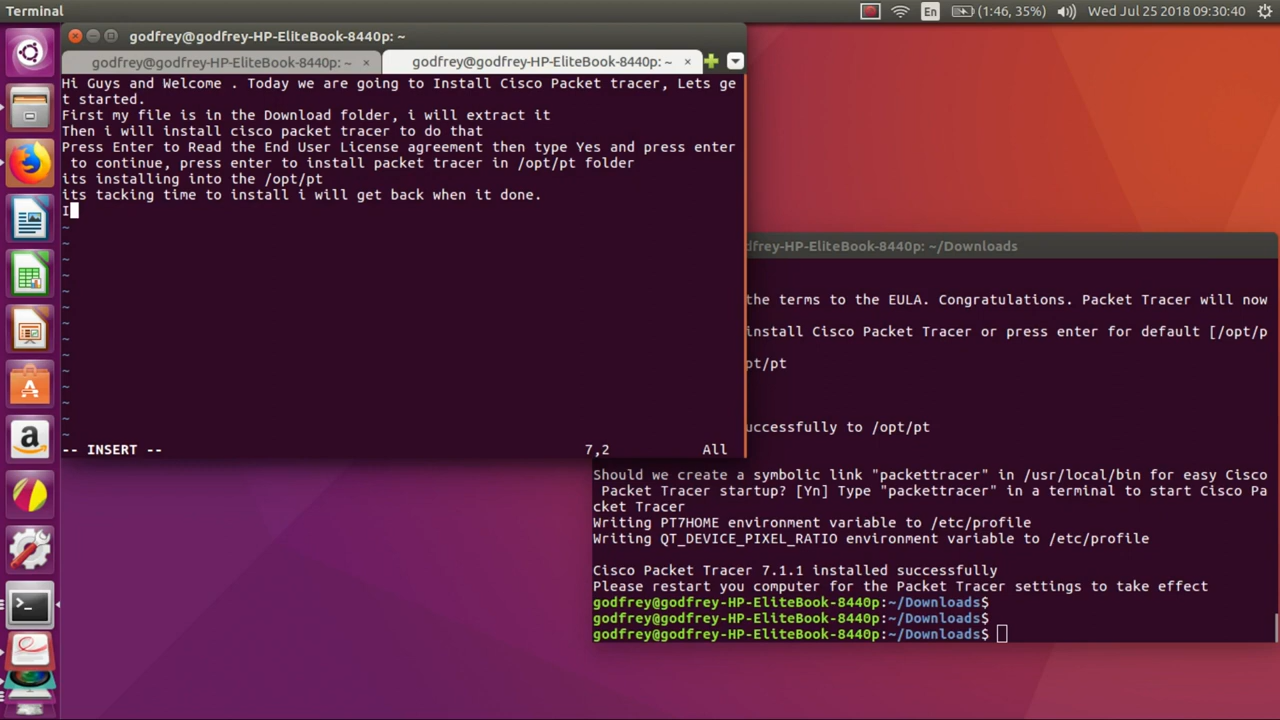 Terminal
En
(1:46, 35%)
Wed Jul 25 2018 09:30:40
godfrey@godfrey-HP-EliteBook-8440p: ~
godfrey@godfrey-HP-EliteBook-8440p: ~ ×
godfrey@godfrey-HP-EliteBook-8440p: ~ ×
Hi Guys and Welcome . Today we are going to Install Cisco Packet tracer, Lets ge
t started.
First my file is in the Download folder, i will extract it
Then i will install cisco packet tracer to do that
Press Enter to Read the End User License agreement then type Yes and press enter
 to continue, press enter to install packet tracer in /opt/pt folder
its installing into the /opt/pt
its tacking time to install i will get back when it done.
I
~
~
~
~
~
~
~
~
~
~
~
~
~
~
-- INSERT -- 7,2 All
dfrey-HP-EliteBook-8440p: ~/Downloads
the terms to the EULA. Congratulations. Packet Tracer will now
install Cisco Packet Tracer or press enter for default [/opt/p
pt/pt
uccessfully to /opt/pt
Should we create a symbolic link "packettracer" in /usr/local/bin for easy Cisco
 Packet Tracer startup? [Yn] Type "packettracer" in a terminal to start Cisco Pa
cket Tracer
Writing PT7HOME environment variable to /etc/profile
Writing QT_DEVICE_PIXEL_RATIO environment variable to /etc/profile
Cisco Packet Tracer 7.1.1 installed successfully
Please restart you computer for the Packet Tracer settings to take effect
godfrey@godfrey-HP-EliteBook-8440p:~/Downloads$
godfrey@godfrey-HP-EliteBook-8440p:~/Downloads$
godfrey@godfrey-HP-EliteBook-8440p:~/Downloads$